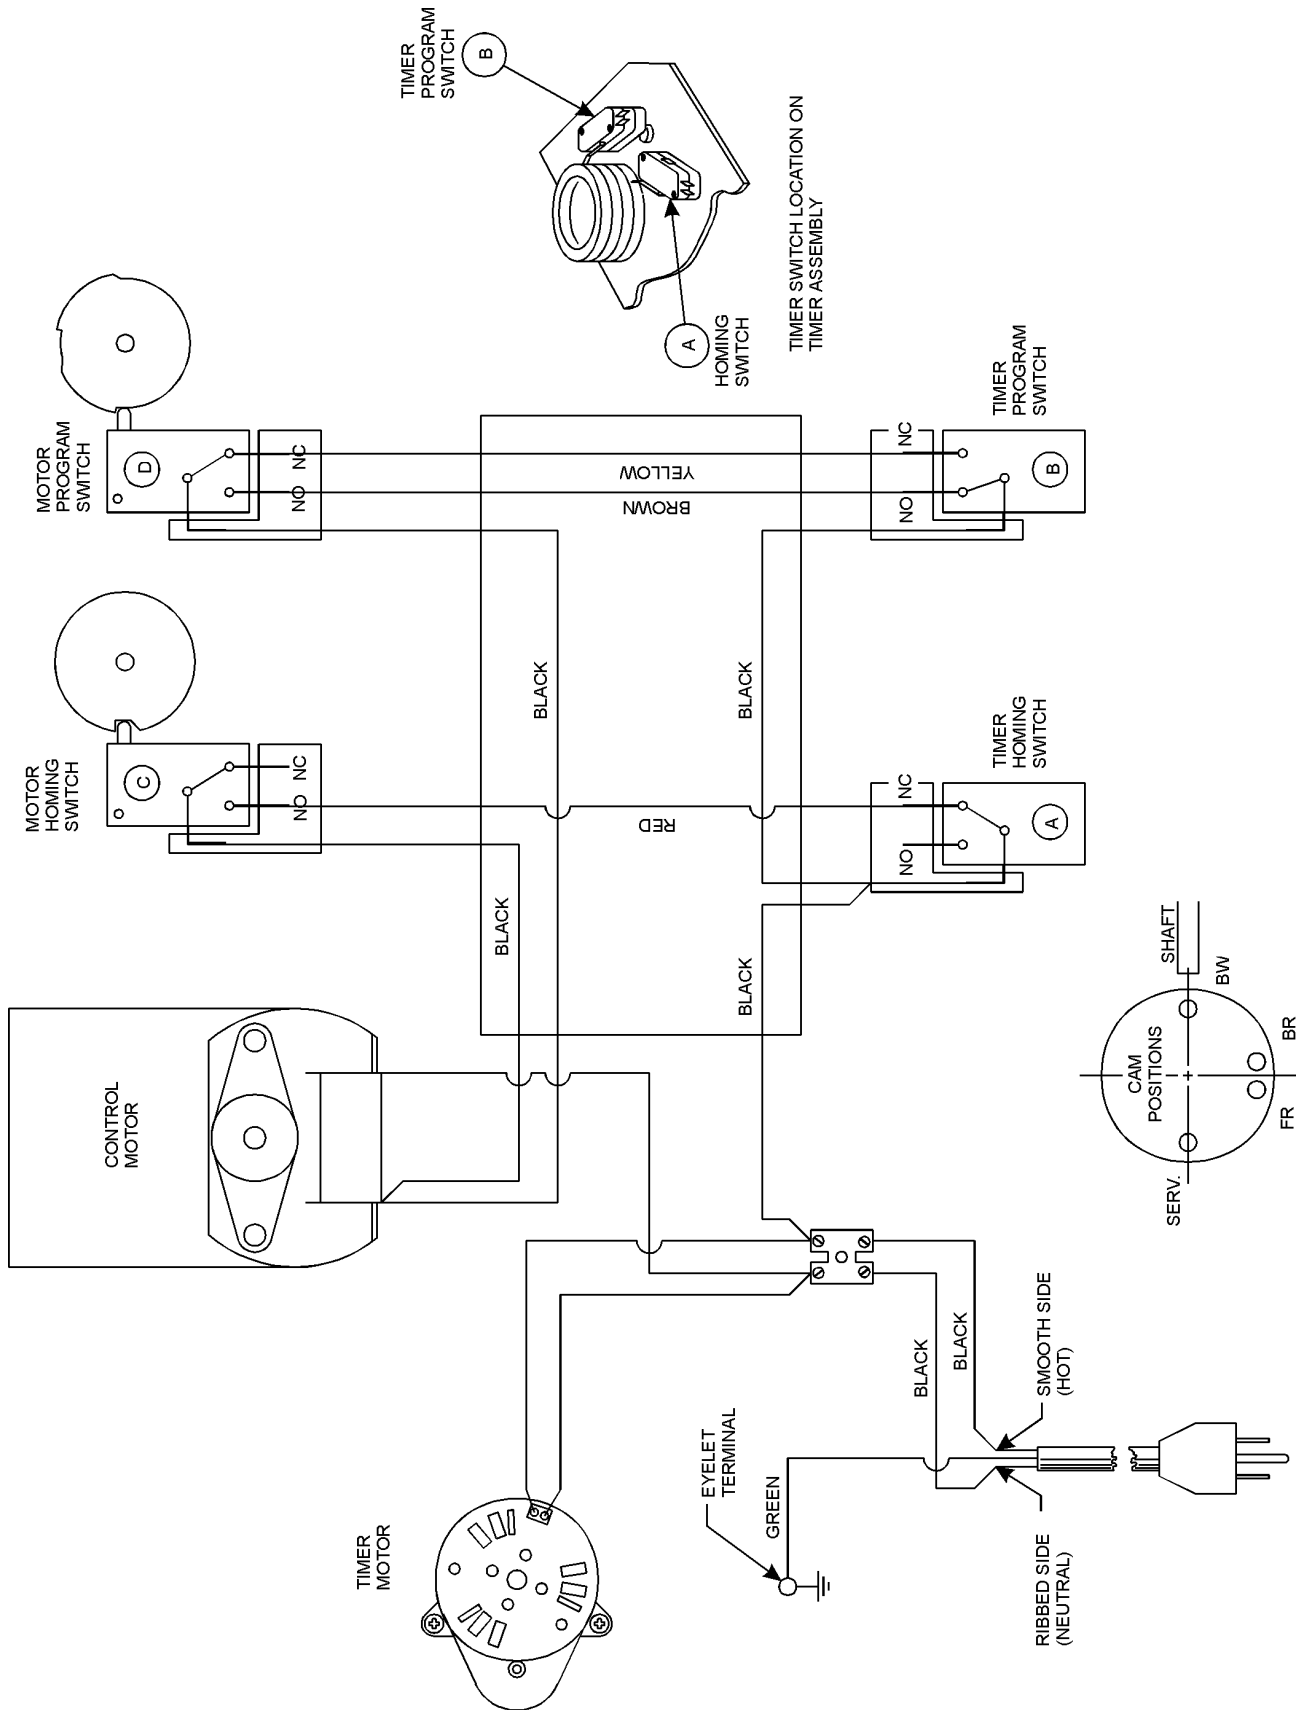 TIMER
PROGRAM
SWITCH
B
A
HOMING
SWITCH
TIMER SWITCH LOCATION ON
TIMER ASSEMBLY
MOTOR
PROGRAM
SWITCH
D
NO
NC
YELLOW
BROWN
NO
NC
B
TIMER
PROGRAM
SWITCH
MOTOR
HOMING
SWITCH
C
NO
NC
BLACK
BLACK
RED
NO
NC
A
TIMER
HOMING
SWITCH
CONTROL
MOTOR
BLACK
BLACK
SHAFT
BW
CAM
POSITIONS
SERV.
FR
BR
TIMER
MOTOR
EYELET
TERMINAL
GREEN
BLACK
BLACK
SMOOTH SIDE
(HOT)
RIBBED SIDE
(NEUTRAL)